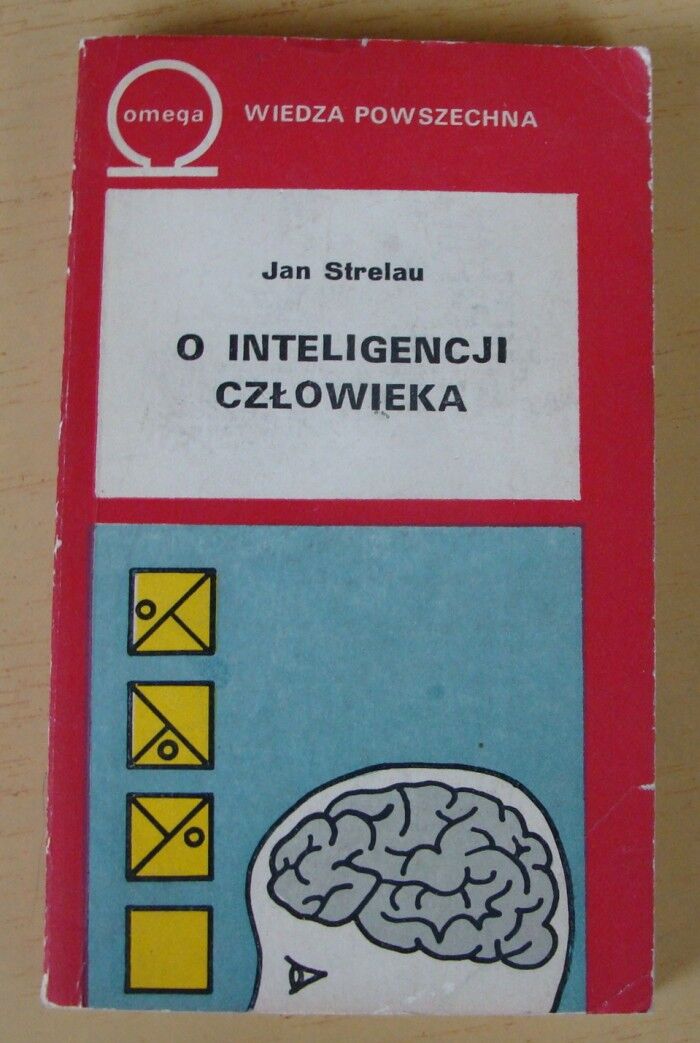 omega
WIEDZA POWSZECHNA
Jan Strelau
O INTELIGENCJI
CZŁOWIEKA